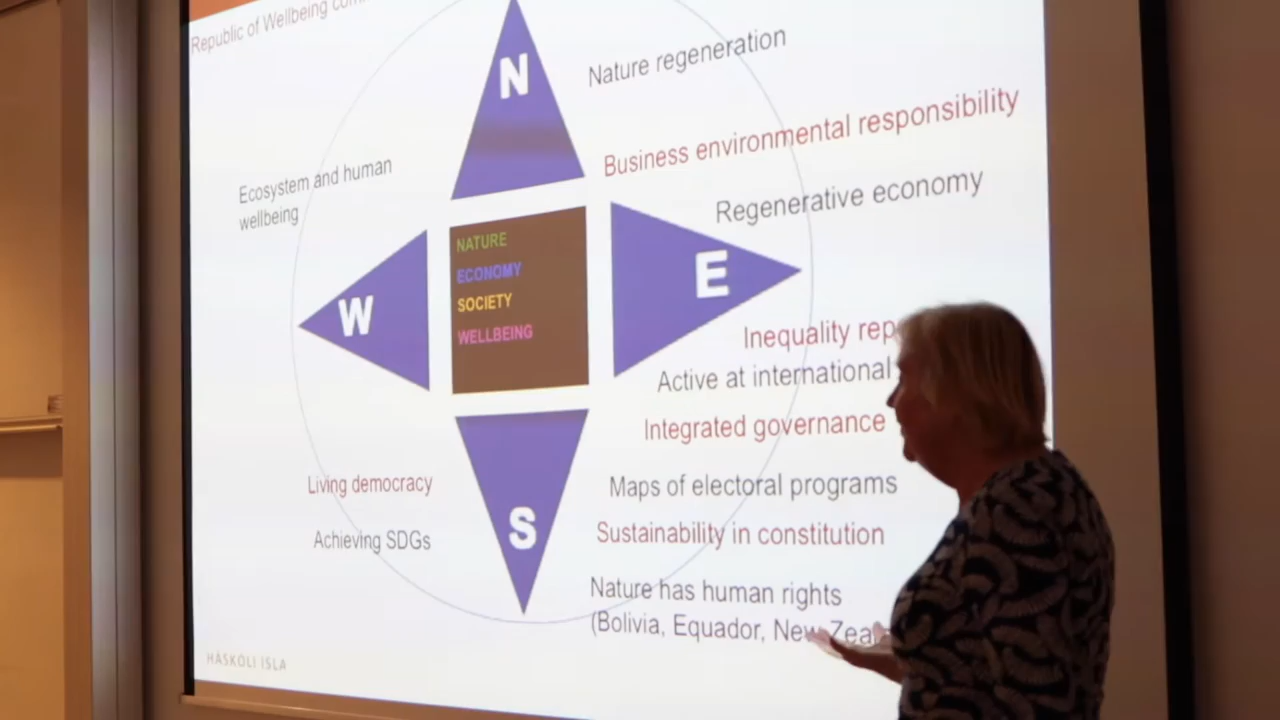 Republic of Wellbeing
N
Nature regeneration
Business environmental responsibility
Ecosystem and human
wellbeing
Regenerative economy
NATURE
ECONOMY
SOCIETY
WELLBEING
W
E
Inequality
Active at international
Integrated governance
Living democracy
Maps of electoral programs
S
Achieving SDGs
Sustainability in constitution
Nature has human rights
(Bolivia, Equador, New
HÁSKÓLI ÍSLA